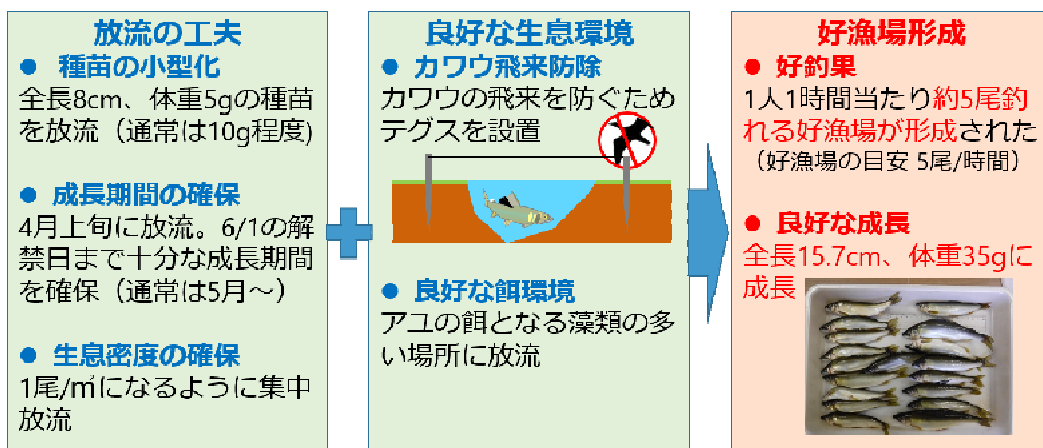 放流の工夫
● 種苗の小型化
全長8cm、体重5gの種苗
を放流（通常は10g程度)
● 成長期間の確保
4月上旬に放流。6/1の解
禁日まで十分な成長期間
を確保（通常は5月～）
● 生息密度の確保
1尾/㎡になるように集中
放流
良好な生息環境
● カワウ飛来防除
カワウの飛来を防ぐため
テグスを設置
● 良好な餌環境
アユの餌となる藻類の多
い場所に放流
好漁場形成
● 好釣果
1人1時間当たり約5尾釣
れる好漁場が形成された
（好漁場の目安 5尾/時間）
● 良好な成長
全長15.7cm、体重35gに
成長